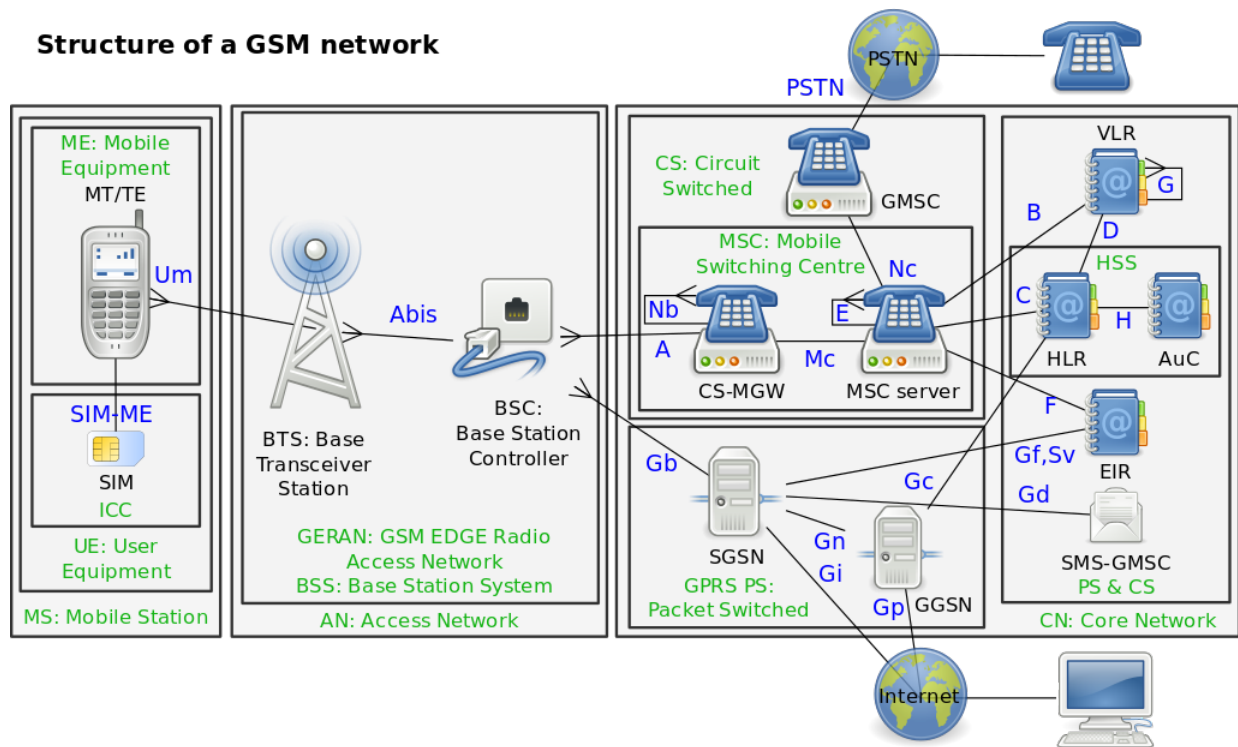 Structure of a GSM network
PSTN
PSTN
ME: Mobile
Equipment
MT/TE
Um
SIM-ME
SIM
ICC
UE: User
Equipment
MS: Mobile Station
Abis
BTS: Base
Transceiver
Station
BSC:
Base Station
Controller
GERAN: GSM EDGE Radio
Access Network
BSS: Base Station System
AN: Access Network
CS: Circuit
Switched
GMSC
MSC: Mobile
Switching Centre
Nc
Nb
E
A
Mc
CS-MGW
MSC server
Gb
SGSN
GPRS PS:
Packet Switched
Gn
Gi
Gc
Gp
GGSN
VLR
G
B
D
HSS
C
H
HLR
AuC
F
Gf,Sv
EIR
Gd
SMS-GMSC
PS & CS
CN: Core Network
Internet
@
@
@
@